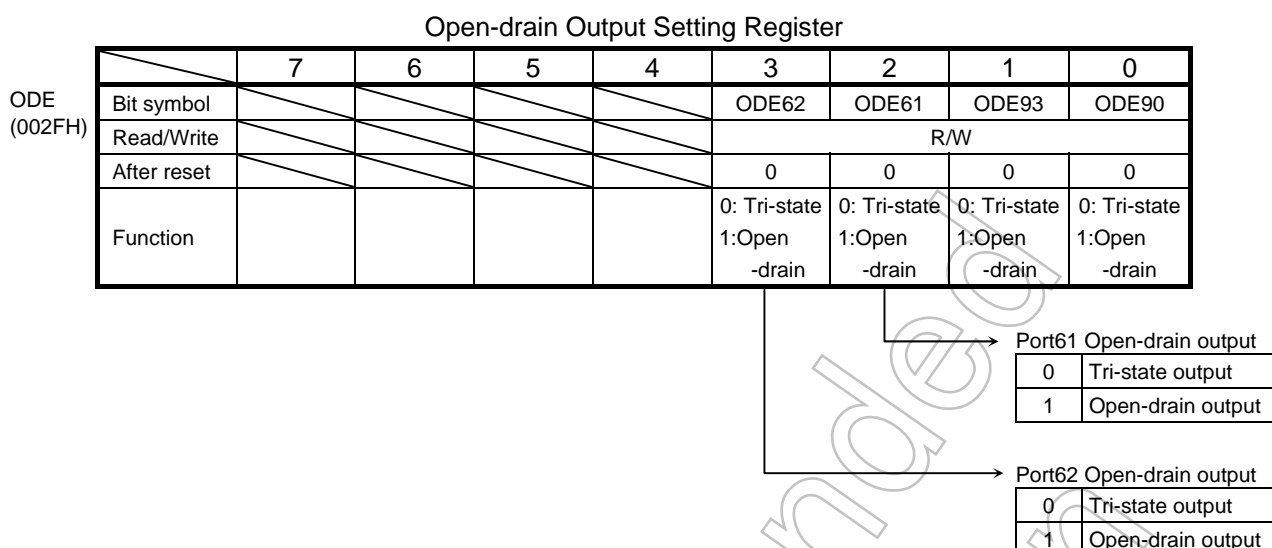 Open-drain Output Setting Register
7 6 5 4 3 2 1 0
ODE
(002FH)
Bit symbol ODE62 ODE61 ODE93 ODE90
Read/Write R/W
After reset 0 0 0 0
Function
0: Tri-state 0: Tri-state 0: Tri-state 0: Tri-state
1:Open 1:Open 1:Open 1:Open
-drain -drain -drain -drain
Port61 Open-drain output
0 Tri-state output
1 Open-drain output
Port62 Open-drain output
0 Tri-state output
1 Open-drain output